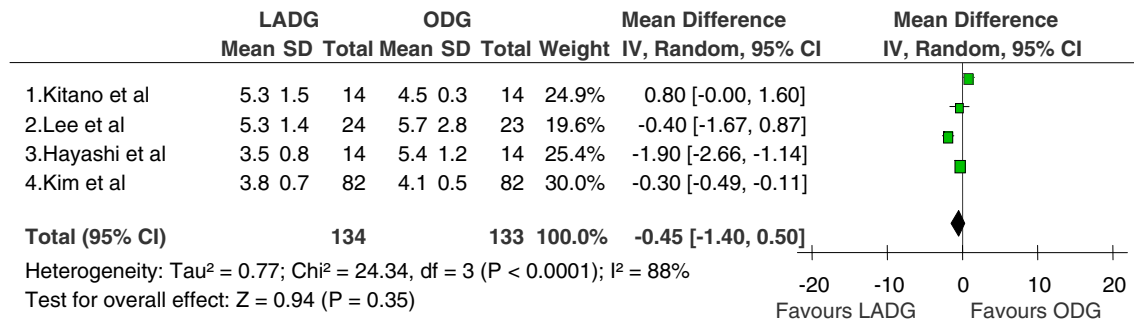 LADG ODG Mean Difference Mean Difference
Mean SD Total Mean SD Total Weight IV, Random, 95% CI IV, Random, 95% CI
1.Kitano et al 5.3 1.5 14 4.5 0.3 14 24.9% 0.80 [-0.00, 1.60]
2.Lee et al 5.3 1.4 24 5.7 2.8 23 19.6% -0.40 [-1.67, 0.87]
3.Hayashi et al 3.5 0.8 14 5.4 1.2 14 25.4% -1.90 [-2.66, -1.14]
4.Kim et al 3.8 0.7 82 4.1 0.5 82 30.0% -0.30 [-0.49, -0.11]
Total (95% CI) 134 133 100.0% -0.45 [-1.40, 0.50]
Heterogeneity: Tau² = 0.77; Chi² = 24.34, df = 3 (P < 0.0001); I² = 88%
Test for overall effect: Z = 0.94 (P = 0.35)
-20 -10 0 10 20
Favours LADG Favours ODG